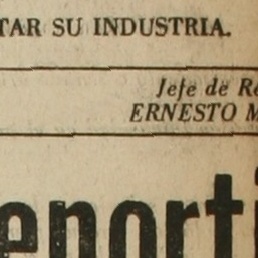 TAR SU INDUSTRIA.
Jefe de Re
ERNESTO M
eporti